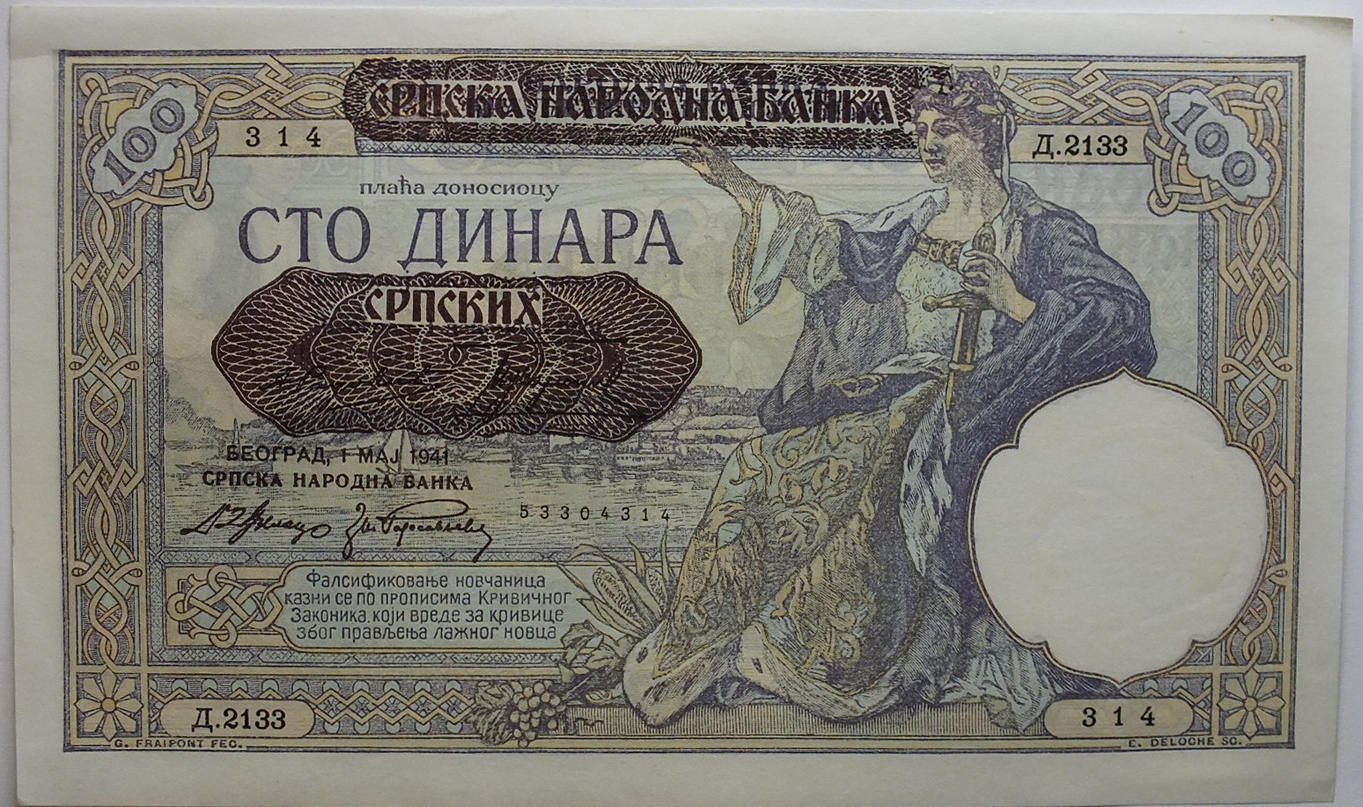 СРПСКА НАРОДНА БАНКА
100
100
314
Д.2133
плаћа доносиоцу
СТО ДИНАРА
СРПСКИХ
БЕОГРАД, 1 МАЈ 1941
СРПСКА НАРОДНА БАНКА
53304314
Фалсификовање новчаница
казни се по прописима Кривичног
Законика, који вреде за кривице
због прављења лажног новца
Д.2133
314
G. FRAIPONT FEC.
E. DELOCHE SC.